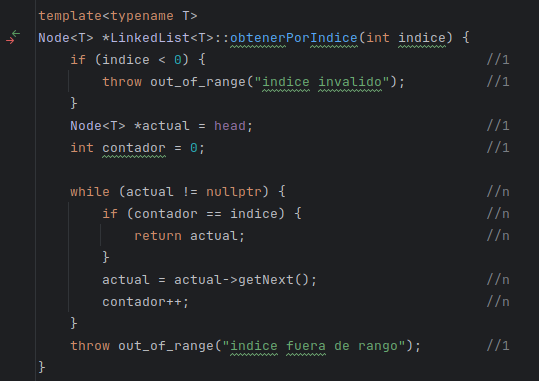 template<typename T>
Node<T> *LinkedList<T>::obtenerPorIndice(int indice) {
    if (indice < 0) {                                   //1
        throw out_of_range("indice invalido");          //1
    }
    Node<T> *actual = head;                             //1
    int contador = 0;                                   //1

    while (actual != nullptr) {                         //n
        if (contador == indice) {                       //n
            return actual;                              //n
        }
        actual = actual->getNext();                     //n
        contador++;                                     //n
    }
    throw out_of_range("indice fuera de rango");        //1
}